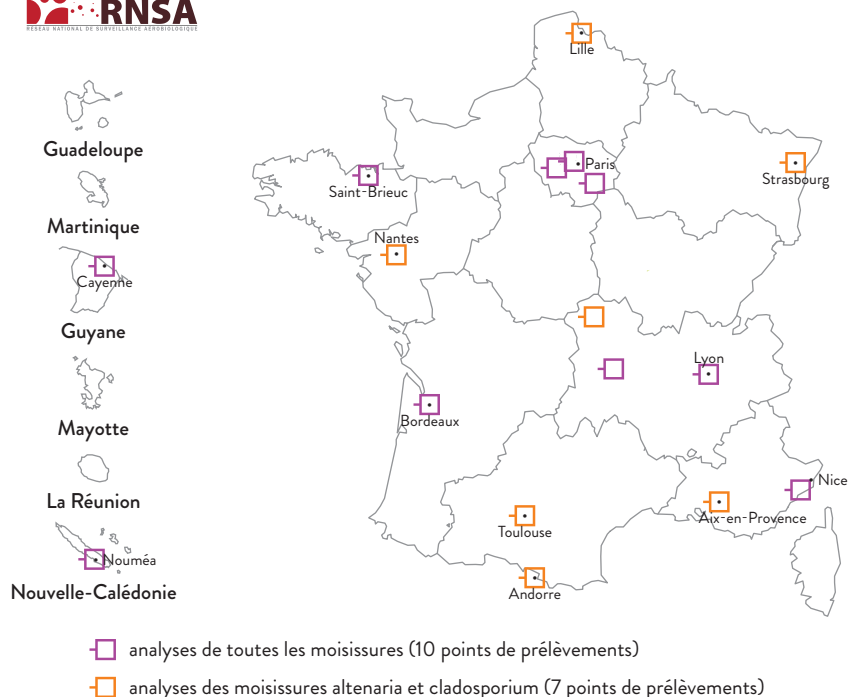 RNSA
RESEAU NATIONAL DE SURVEILLANCE AEROBIOLOGIQUE
Lille
Guadeloupe
Paris
Strasbourg
Saint-Brieuc
Martinique
Nantes
Cayenne
Guyane
Lyon
Mayotte
Bordeaux
La Réunion
Nice
Aix-en-Provence
Toulouse
Nouméa
Nouvelle-Calédonie
Andorre
analyses de toutes les moisissures (10 points de prélèvements)
analyses des moisissures altenaria et cladosporium (7 points de prélèvements)